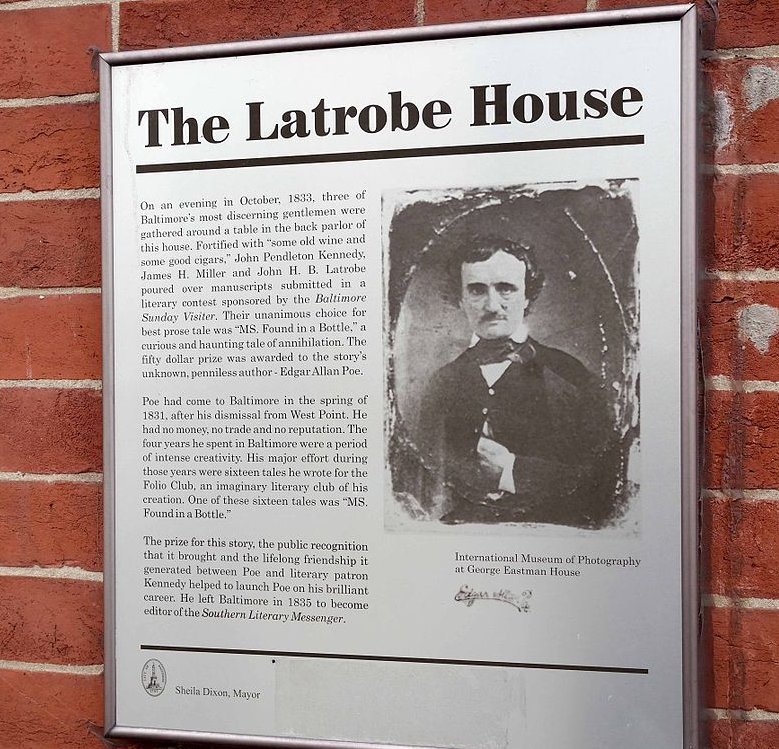 The Latrobe House
On an evening in October, 1833, three of
Baltimore's most discerning gentlemen were
gathered around a table in the back parlor of
this house. Fortified with "some old wine and
some good cigars," John Pendleton Kennedy,
James H. Miller and John H. B. Latrobe
poured over manuscripts submitted in a
literary contest sponsored by the Baltimore
Sunday Visiter. Their unanimous choice for
best prose tale was "MS. Found in a Bottle," a
curious and haunting tale of annihilation. The
fifty dollar prize was awarded to the story's
unknown, penniless author - Edgar Allan Poe.
Poe had come to Baltimore in the spring of
1831, after his dismissal from West Point. He
had no money, no trade and no reputation. The
four years he spent in Baltimore were a period
of intense creativity. His major effort during
those years were sixteen tales he wrote for the
Folio Club, an imaginary literary club of his
creation. One of these sixteen tales was "MS.
Found in a Bottle."
The prize for this story, the public recognition
that it brought and the lifelong friendship it
generated between Poe and literary patron
Kennedy helped to launch Poe on his brilliant
career. He left Baltimore in 1835 to become
editor of the Southern Literary Messenger.
International Museum of Photography
at George Eastman House
Edgar
Sheila Dixon, Mayor